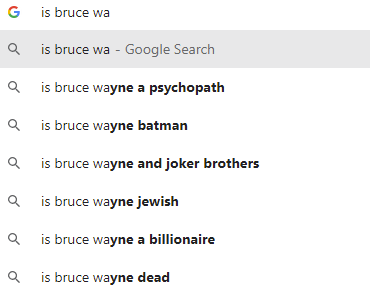 is bruce wa
is bruce wa - Google Search
is bruce wayne a psychopath
is bruce wayne batman
is bruce wayne and joker brothers
is bruce wayne jewish
is bruce wayne a billionaire
is bruce wayne dead